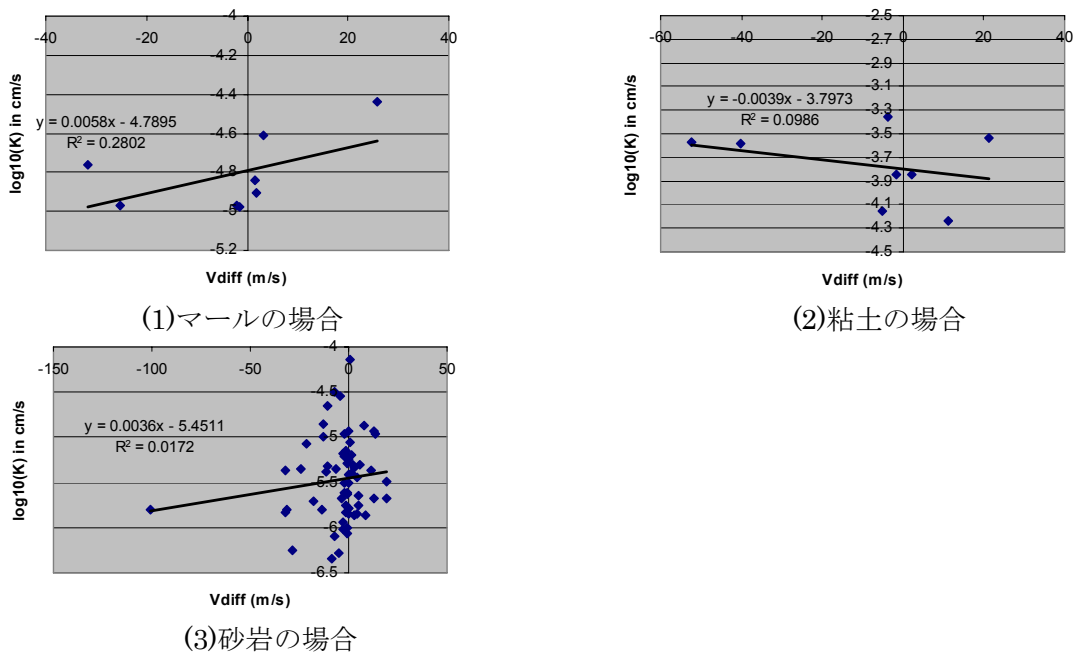 -4
-40 -20 0 20 40
-4.2
-4.4
y = 0.0058x - 4.7895
R² = 0.2802
-4.6
-4.8
-5
-5.2
log10(K) in cm/s
Vdiff (m/s)
(1)マールの場合
-2.5
-60 -40 -20 0 20 40
-2.7
-2.9
-3.1
y = -0.0039x - 3.7973
R² = 0.0986
-3.3
-3.5
-3.7
-3.9
-4.1
-4.3
-4.5
log10(K) in cm/s
Vdiff (m/s)
(2)粘土の場合
-4
-150 -100 -50 0 50
-4.5
y = 0.0036x - 5.4511
R² = 0.0172
-5
-5.5
-6
-6.5
log10(K) in cm/s
Vdiff (m/s)
(3)砂岩の場合